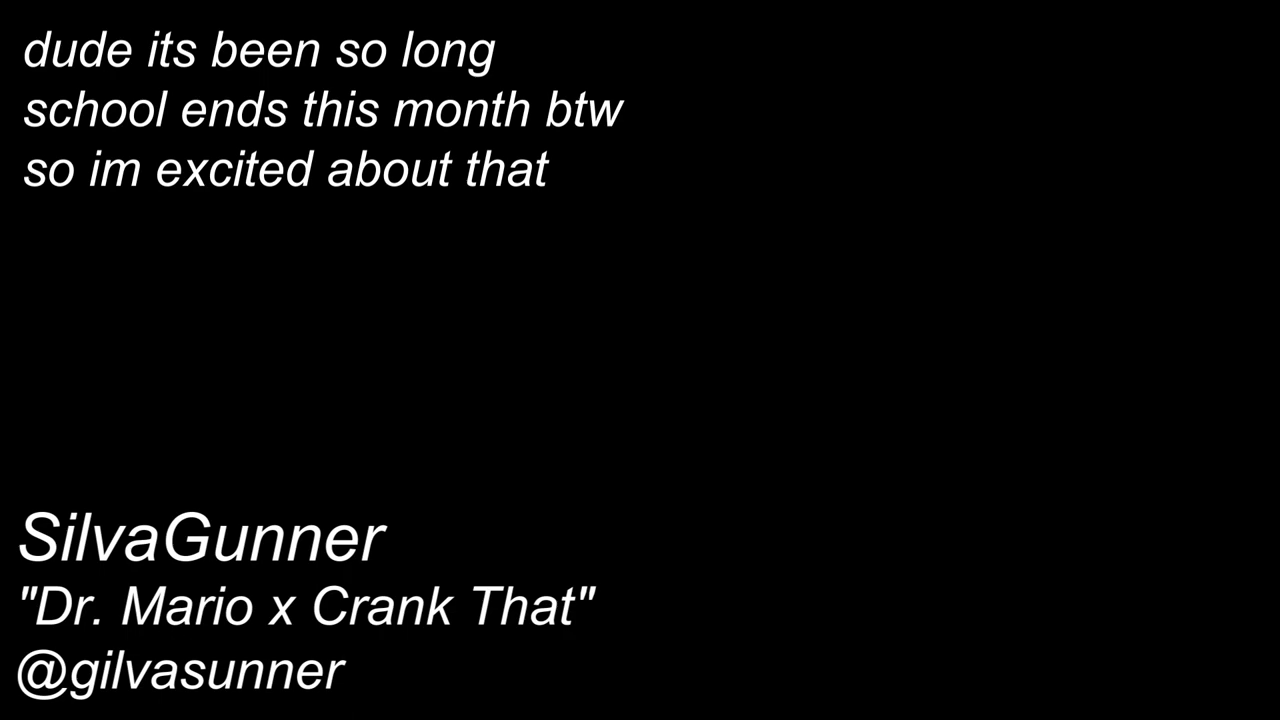 dude its been so long
school ends this month btw
so im excited about that
SilvaGunner
"Dr. Mario x Crank That"
@gilvasunner